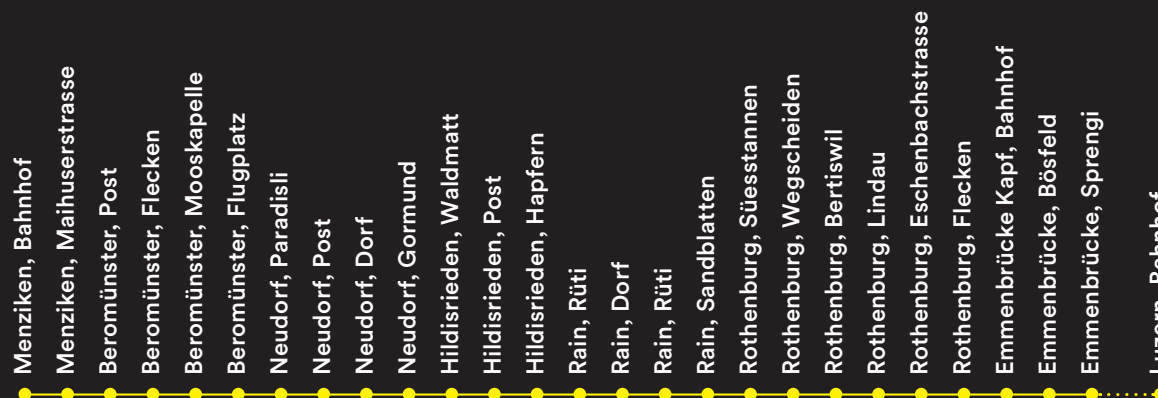 Menziken, Bahnhof
Menziken, Maihuserstrasse
Beromünster, Post
Beromünster, Flecken
Beromünster, Mooskapelle
Beromünster, Flugplatz
Neudorf, Paradisli
Neudorf, Post
Neudorf, Dorf
Neudorf, Gormund
Hildisrieden, Waldmatt
Hildisrieden, Post
Hildisrieden, Hapfern
Rain, Rüti
Rain, Dorf
Rain, Rüti
Rain, Sandblatten
Rothenburg, Süesstannen
Rothenburg, Wegscheiden
Rothenburg, Bertiswil
Rothenburg, Lindau
Rothenburg, Eschenbachstrasse
Rothenburg, Flecken
Emmenbrücke Kapf, Bahnhof
Emmenbrücke, Bösfeld
Emmenbrücke, Sprengi
Luzern, Bahnhof